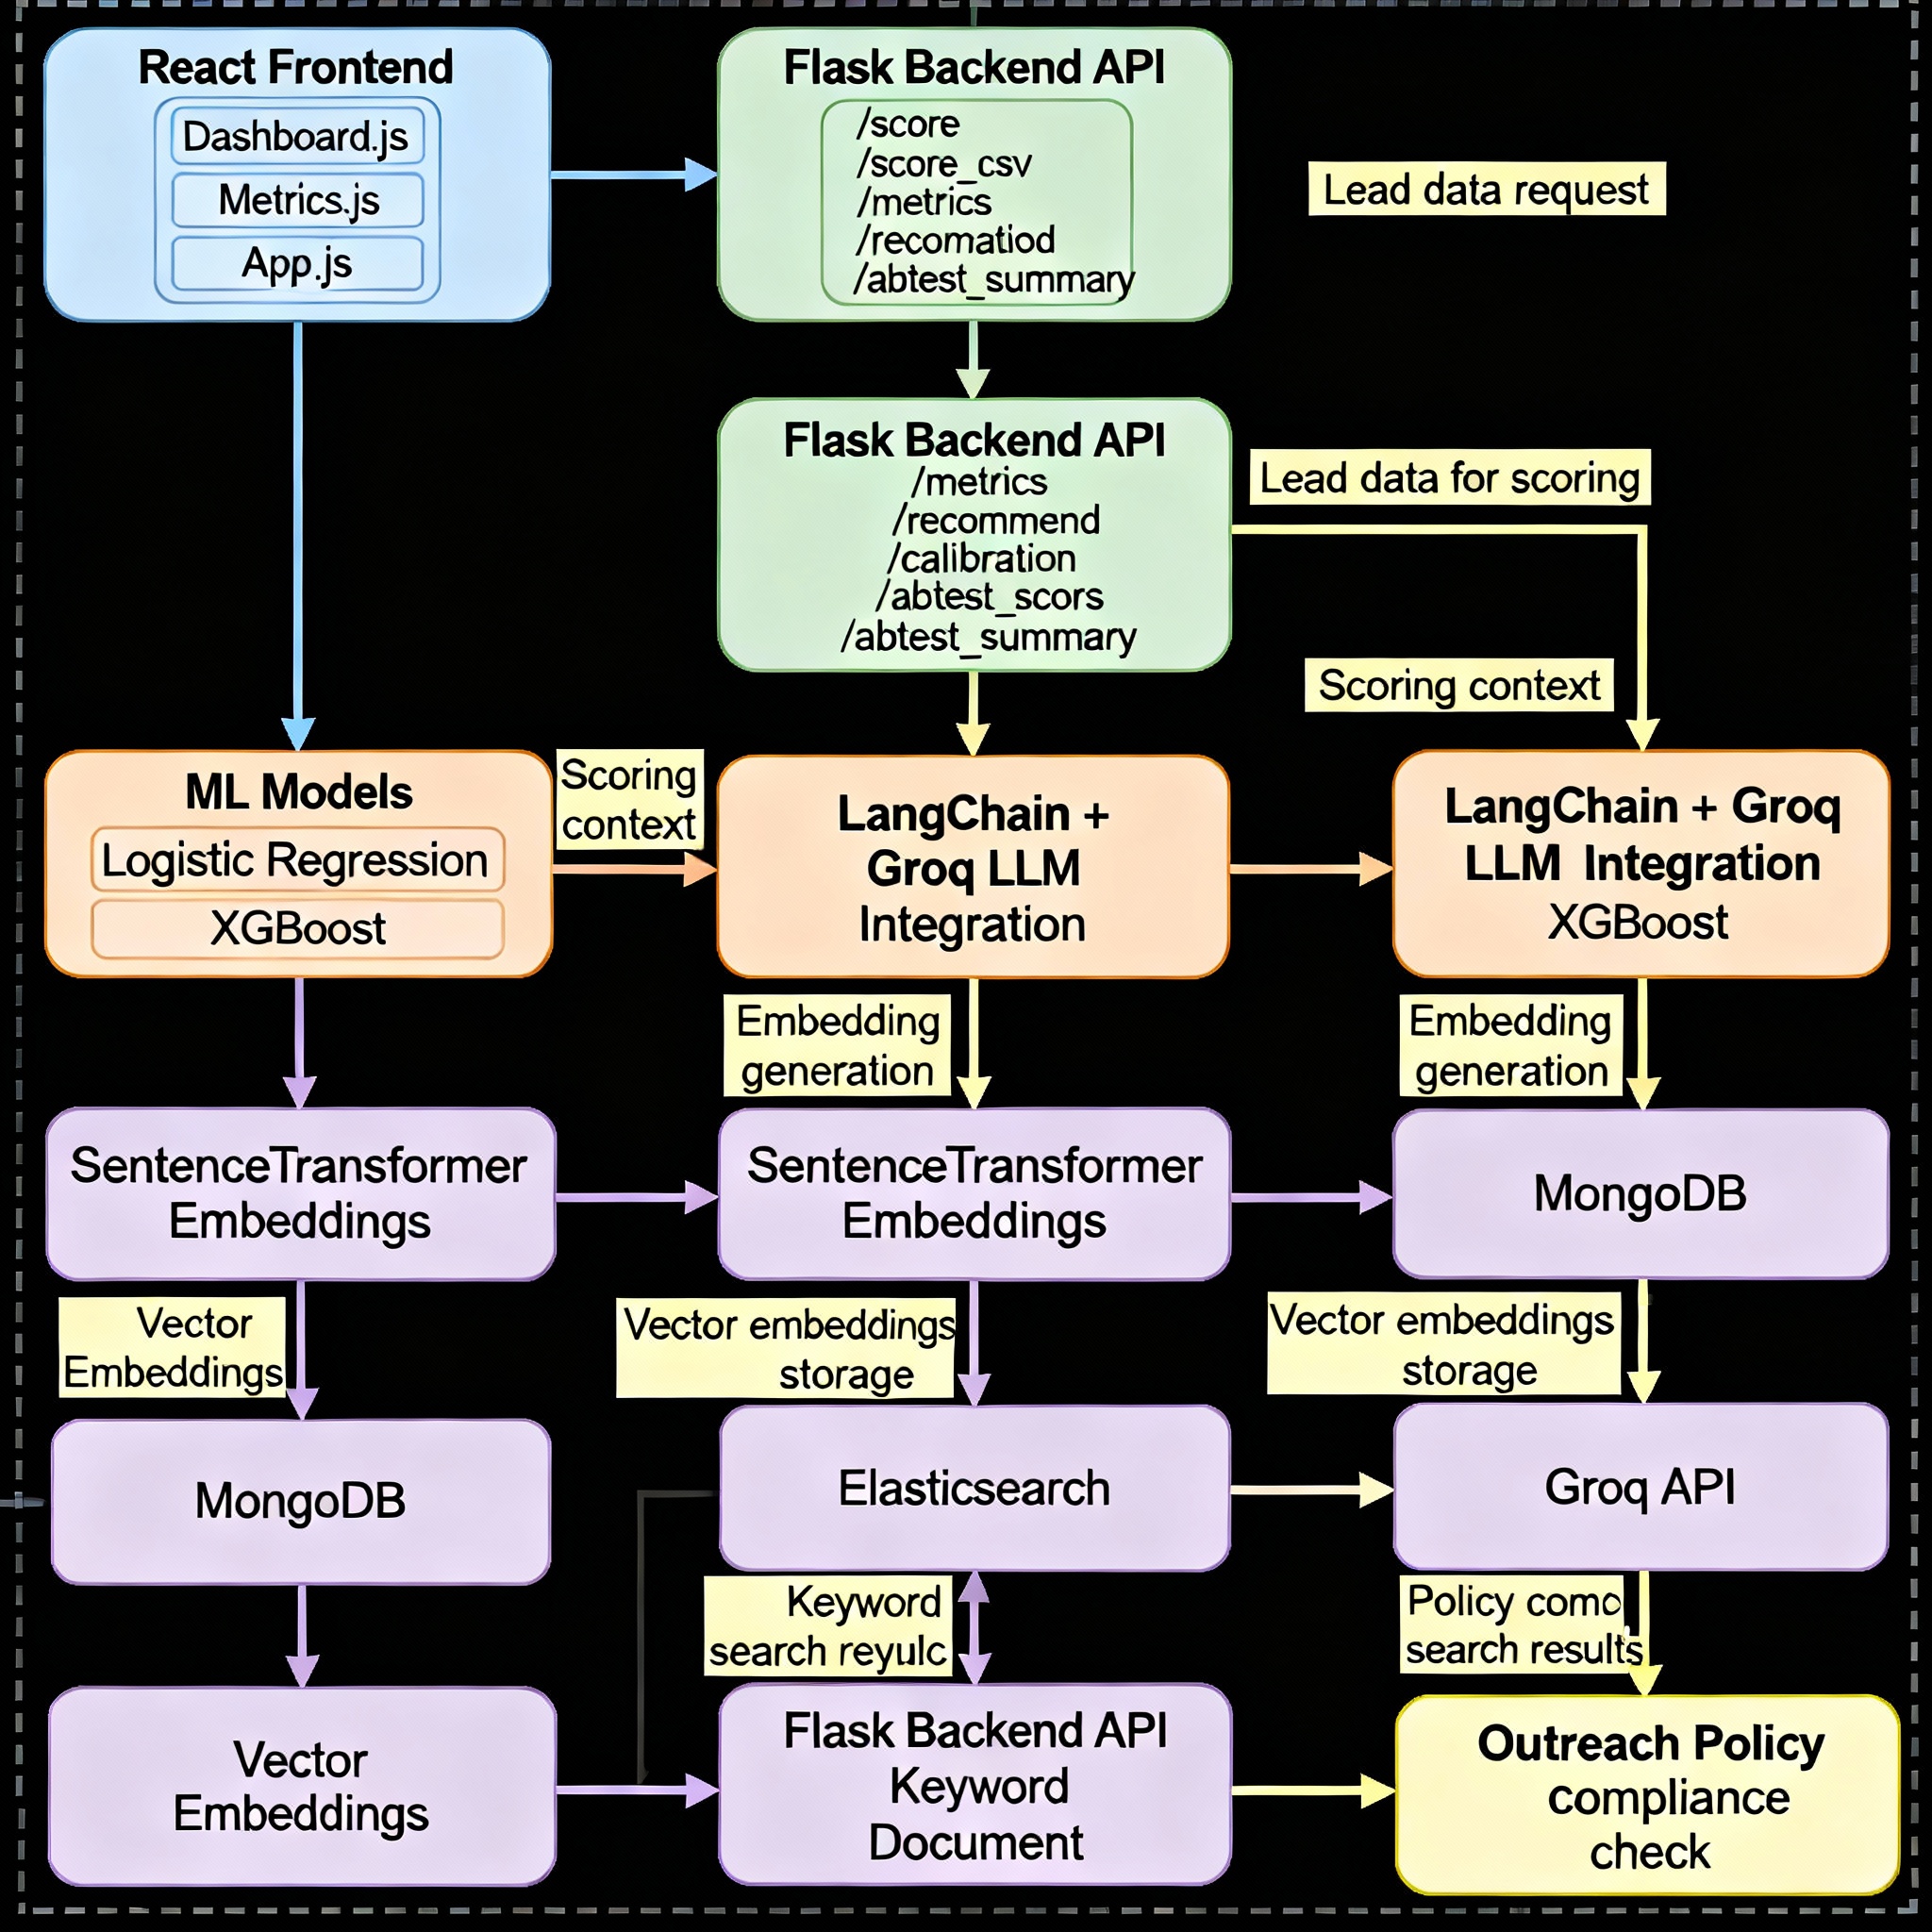 React Frontend
Dashboard.js
Metrics.js
App.js
Flask Backend API
/score
/score_csv
/metrics
/recomatiod
/abtest_summary
Lead data request
Flask Backend API
/metrics
/recommend
/calibration
/abtest_scors
/abtest_summary
Lead data for scoring
Scoring context
ML Models
Logistic Regression
XGBoost
Scoring
context
LangChain +
Groq LLM
Integration
LangChain + Groq
LLM Integration
XGBoost
Embedding
generation
Embedding
generation
SentenceTransformer
Embeddings
SentenceTransformer
Embeddings
MongoDB
Vector
Embeddings
Vector embeddings
storage
Vector embeddings
storage
MongoDB
Elasticsearch
Groq API
Keyword
search reyulc
Policy como
search results
Vector
Embeddings
Flask Backend API
Keyword
Document
Outreach Policy
compliance
check